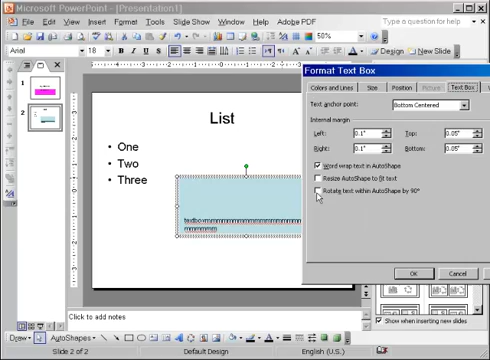 Microsoft PowerPoint - [Presentation1]
File Edit View Insert Format Tools Slide Show Window Help Adobe PDF
Type a question for help
58%
Arial 18 B I U S Design New Slide
Format Text Box
Colors and Lines Size Position Picture Text Box
Text anchor point: Bottom Centered
Internal margin
Left: 0.1" Top: 0.05"
Right: 0.1" Bottom: 0.05"
Word wrap text in AutoShape
Resize AutoShape to fit text
Rotate text within AutoShape by 90°
OK Cancel
1
2
List
• One
• Two
• Three
Click to add notes
Show when inserting new slides
Draw AutoShapes
Slide 2 of 2 Default Design English (U.S.)